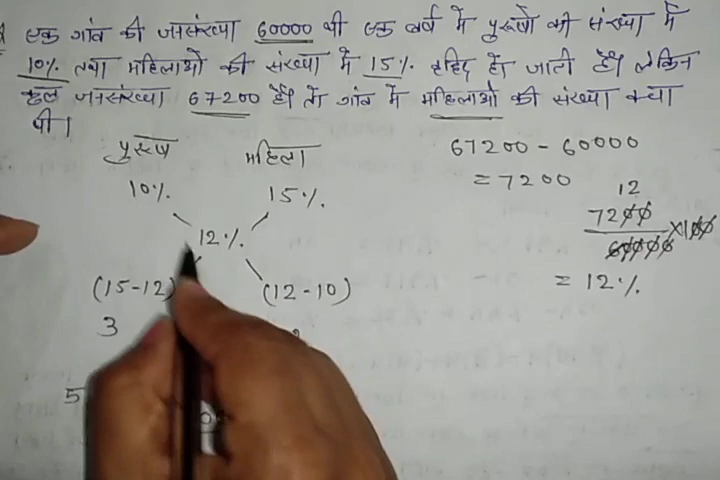 एक गांव की जनसंख्या 60000 थी एक वर्ष में पुरूषो की संख्या में
10% तथा महिलाओ की संख्या में 15% वृद्दि हो जाती है। लेकिन
कुल जनसंख्या 67200 है। तो गांव में महिलाओ की संख्या क्या
थी।
पुरूष महिला
10% 15%
12%
(15-12) (12-10)
3
5
67200 - 60000
= 7200
12
7200
60000 ×100
= 12%